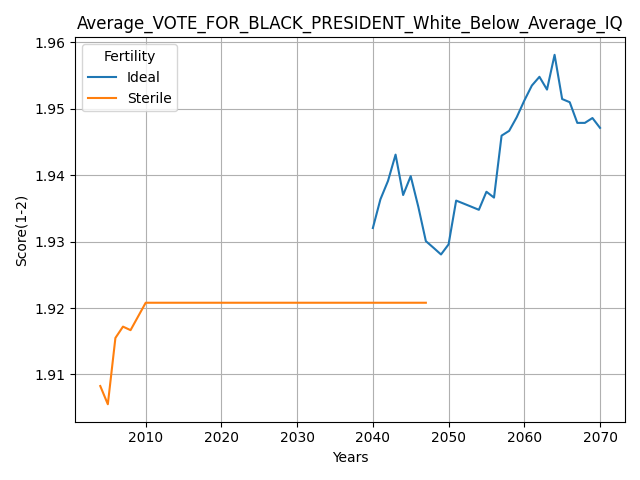 Average_VOTE_FOR_BLACK_PRESIDENT_White_Below_Average_IQ
Fertility
Ideal
Sterile
Score(1-2)
1.96
1.95
1.94
1.93
1.92
1.91
2010 2020 2030 2040 2050 2060 2070
Years